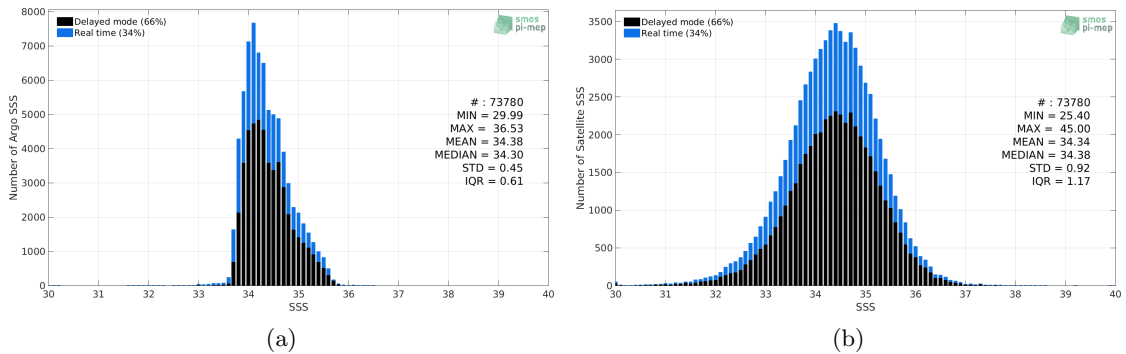 Delayed mode (66%)
Real time (34%)
smos
pi-mep
# : 73780
MIN = 29.99
MAX = 36.53
MEAN = 34.38
MEDIAN = 34.30
STD = 0.45
IQR = 0.61
Number of Argo SSS
8000
7000
6000
5000
4000
3000
2000
1000
0
30 31 32 33 34 35 36 37 38 39 40
SSS
(a)
Delayed mode (66%)
Real time (34%)
smos
pi-mep
# : 73780
MIN = 25.40
MAX = 45.00
MEAN = 34.34
MEDIAN = 34.38
STD = 0.92
IQR = 1.17
Number of Satellite SSS
3500
3000
2500
2000
1500
1000
500
0
30 31 32 33 34 35 36 37 38 39 40
SSS
(b)